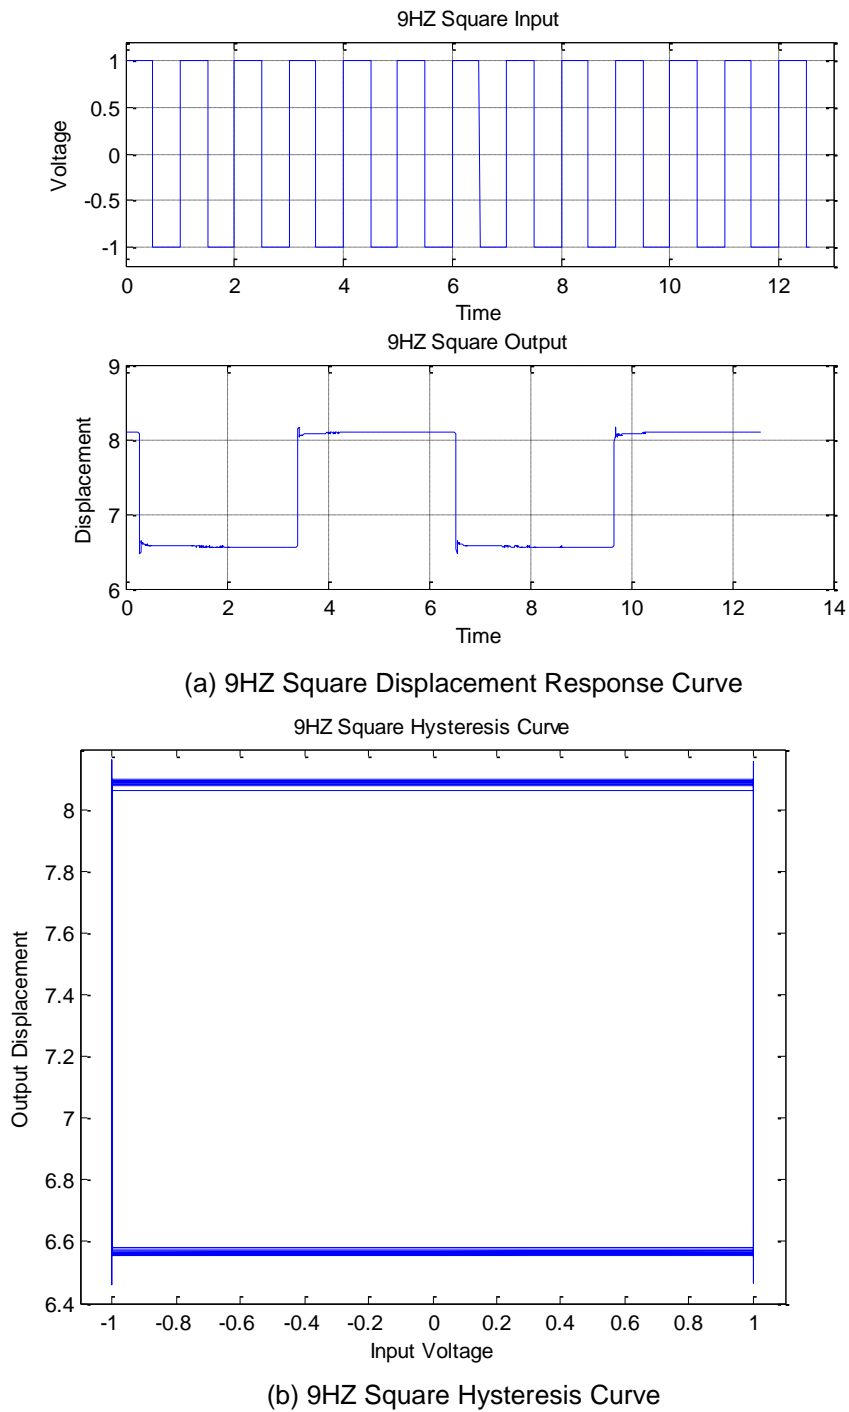 9HZ Square Input
1
0.5
0
-0.5
-1
Voltage
0 2 4 6 8 10 12
Time
9HZ Square Output
9
8
7
6
Displacement
0 2 4 6 8 10 12 14
Time
(a) 9HZ Square Displacement Response Curve
9HZ Square Hysteresis Curve
8
7.8
7.6
7.4
7.2
7
6.8
6.6
6.4
Output Displacement
-1 -0.8 -0.6 -0.4 -0.2 0 0.2 0.4 0.6 0.8 1
Input Voltage
(b) 9HZ Square Hysteresis Curve